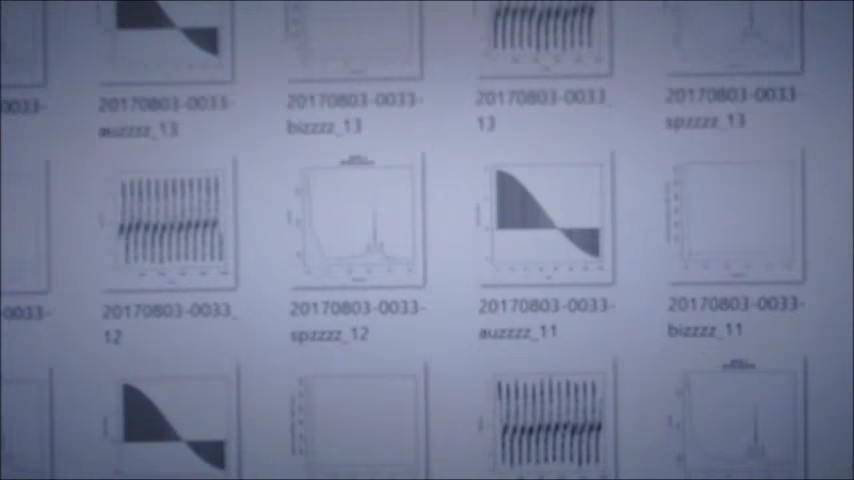 0033-
20170803-0033-
auzzzz_13
20170803-0033-
bizzzz_13
20170803-0033_
13
20170803-0033-
spzzzz_13
0033-
20170803-0033_
12
20170803-0033-
spzzzz_12
20170803-0033-
auzzzz_11
20170803-0033-
bizzzz_11